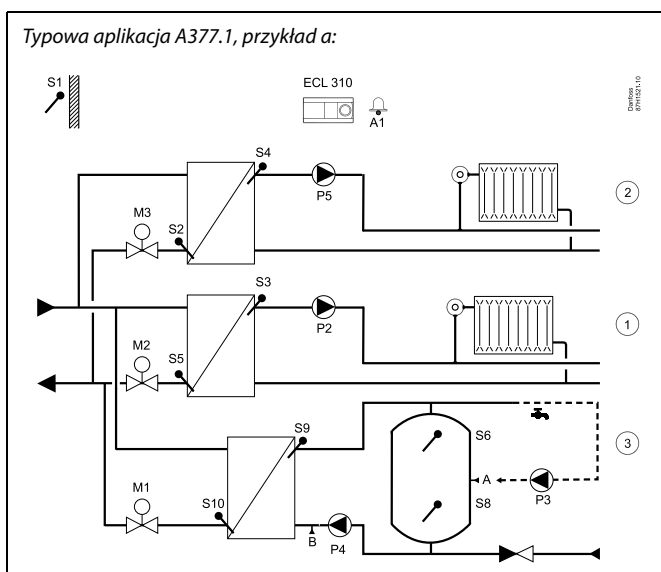 Typowa aplikacja A377.1, przykład a:
S1
ECL 310
A1
Danfoss
87H1521.10
S4
P5
2
M3
S2
S3
P2
1
M2
S5
S9
S6
A
P3
3
S8
M1
S10
B
P4